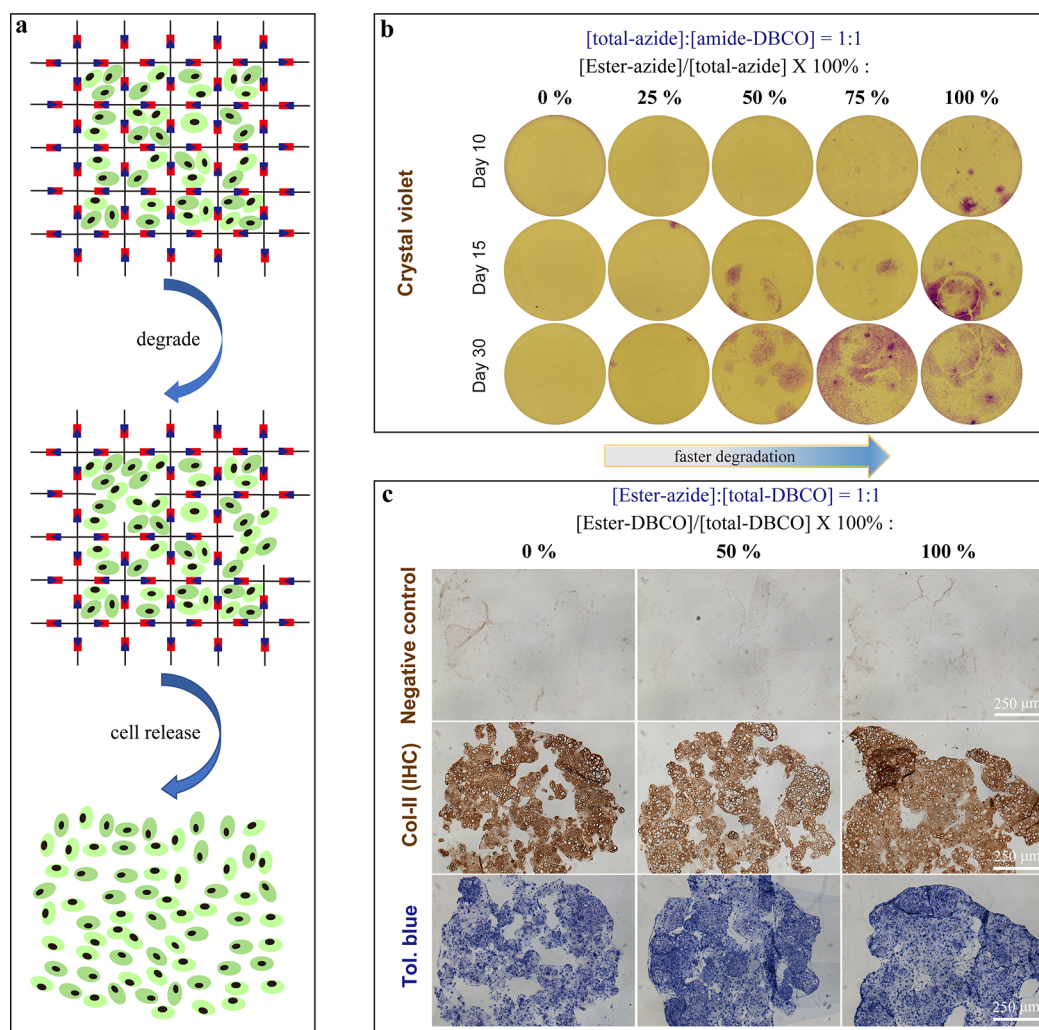 a
degrade
cell release
b
[total-azide]:[amide-DBCO] = 1:1
[Ester-azide]/[total-azide] X 100% :
0 % 25 % 50 % 75 % 100 %
Crystal violet
Day 10
Day 15
Day 30
faster degradation
c
[Ester-azide]:[total-DBCO] = 1:1
[Ester-DBCO]/[total-DBCO] X 100% :
0 % 50 % 100 %
Negative control
250 μm
Col-II (IHC)
250 μm
Tol. blue
250 μm